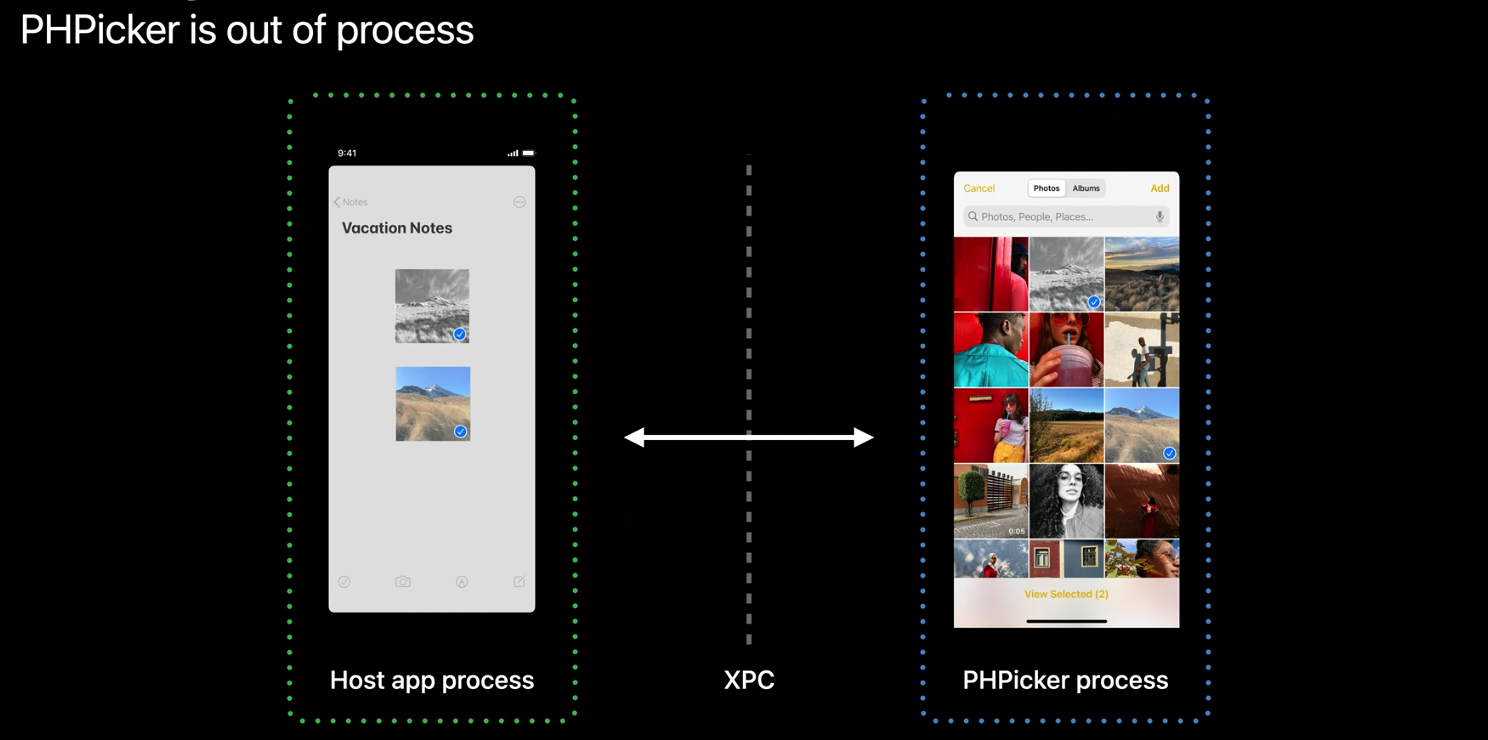 PHPicker is out of process
9:41
Notes
Vacation Notes
Cancel
Photos
Albums
Add
Photos, People, Places...
0:05
View Selected (2)
Host app process
XPC
PHPicker process